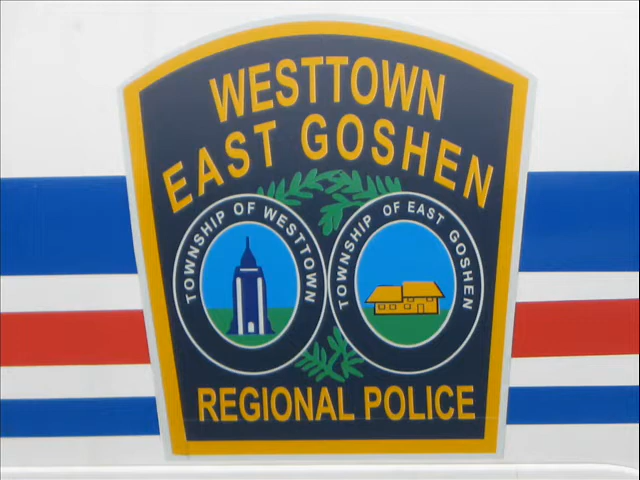 WESTTOWN
EAST GOSHEN
TOWNSHIP OF WESTTOWN
TOWNSHIP OF EAST GOSHEN
REGIONAL POLICE